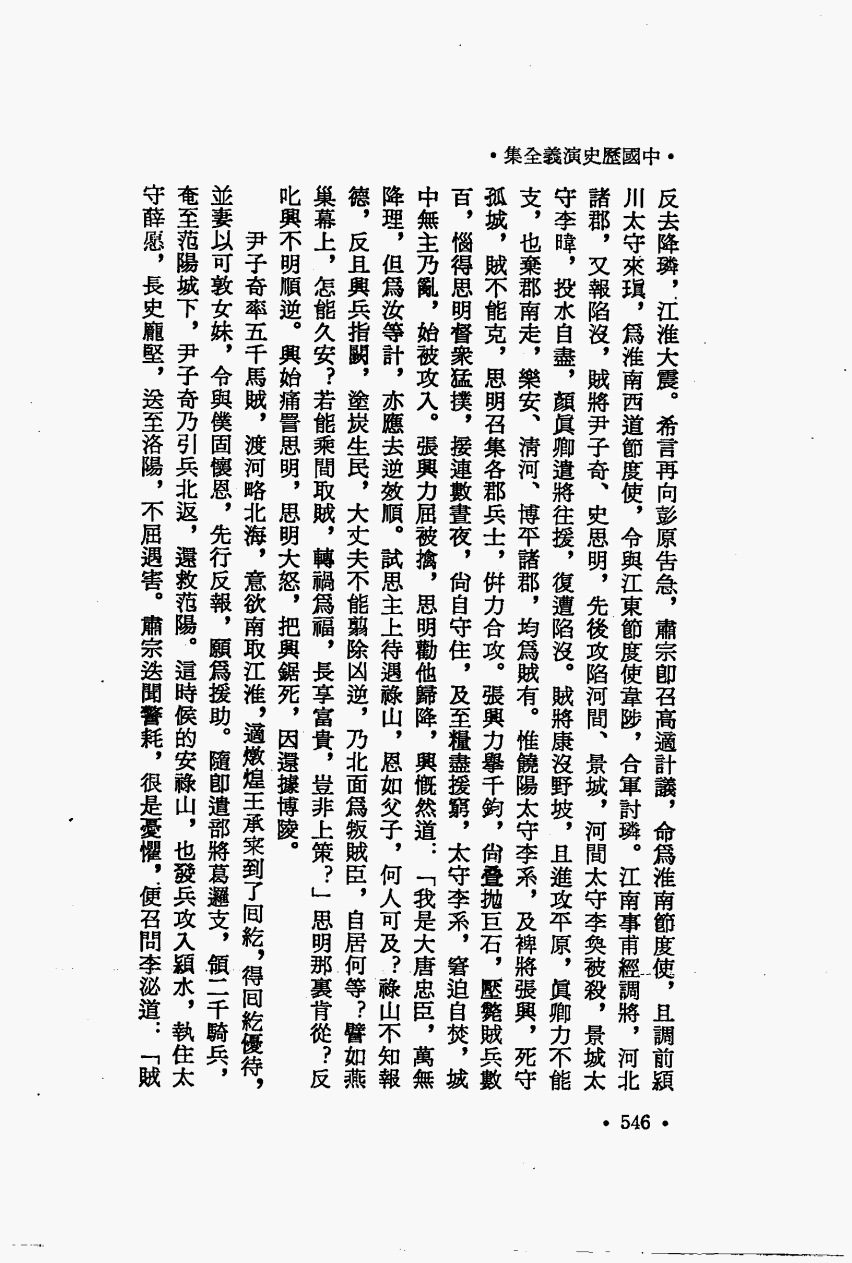 •中國歷史演義全集•
反去降璘，江淮大震。希言再向彭原告急，肅宗卽召高適計議，命爲淮南節度使，且調前潁
川太守來瑱，爲淮南西道節度使，令與江東節度使韋陟，合軍討璘。江南事甫經調將，河北
諸郡，又報陷沒，賊將尹子奇、史思明，先後攻陷河間、景城，河間太守李奐被殺，景城太
守李暐，投水自盡，顏眞卿遣將往援，復遭陷沒。賊將康沒野坡，且進攻平原，眞卿力不能
支，也棄郡南走，樂安、淸河、博平諸郡，均爲賊有。惟饒陽太守李系，及裨將張興，死守
孤城，賊不能克，思明召集各郡兵士，倂力合攻。張興力擧千鈞，尙疊抛巨石，壓斃賊兵數
百，惱得思明督衆猛撲，接連數晝夜，尙自守住，及至糧盡援窮，太守李系，窘迫自焚，城
中無主乃亂，始被攻入。張興力屈被擒，思明勸他歸降，興慨然道：「我是大唐忠臣，萬無
降理，但爲汝等計，亦應去逆效順。試思主上待遇祿山，恩如父子，何人可及？祿山不知報
德，反且興兵指闕，塗炭生民，大丈夫不能翦除凶逆，乃北面爲叛賊臣，自居何等？譬如燕
巢幕上，怎能久安？若能乘間取賊，轉禍爲福，長享富貴，豈非上策？」思明那裏肯從？反
叱興不明順逆。興始痛詈思明，思明大怒，把興鋸死，因還據博陵。
尹子奇率五千馬賊，渡河略北海，意欲南取江淮，適燉煌王承寀到了回紇，得回紇優待，
並妻以可敦女妹，令與僕固懷恩，先行反報，願爲援助。隨卽遣部將葛邏支，領二千騎兵，
奄至范陽城下，尹子奇乃引兵北返，還救范陽。這時候的安祿山，也發兵攻入潁水，執住太
守薛愿，長史龐堅，送至洛陽，不屈遇害。肅宗迭聞警耗，很是憂懼，便召問李泌道：「賊
•546•